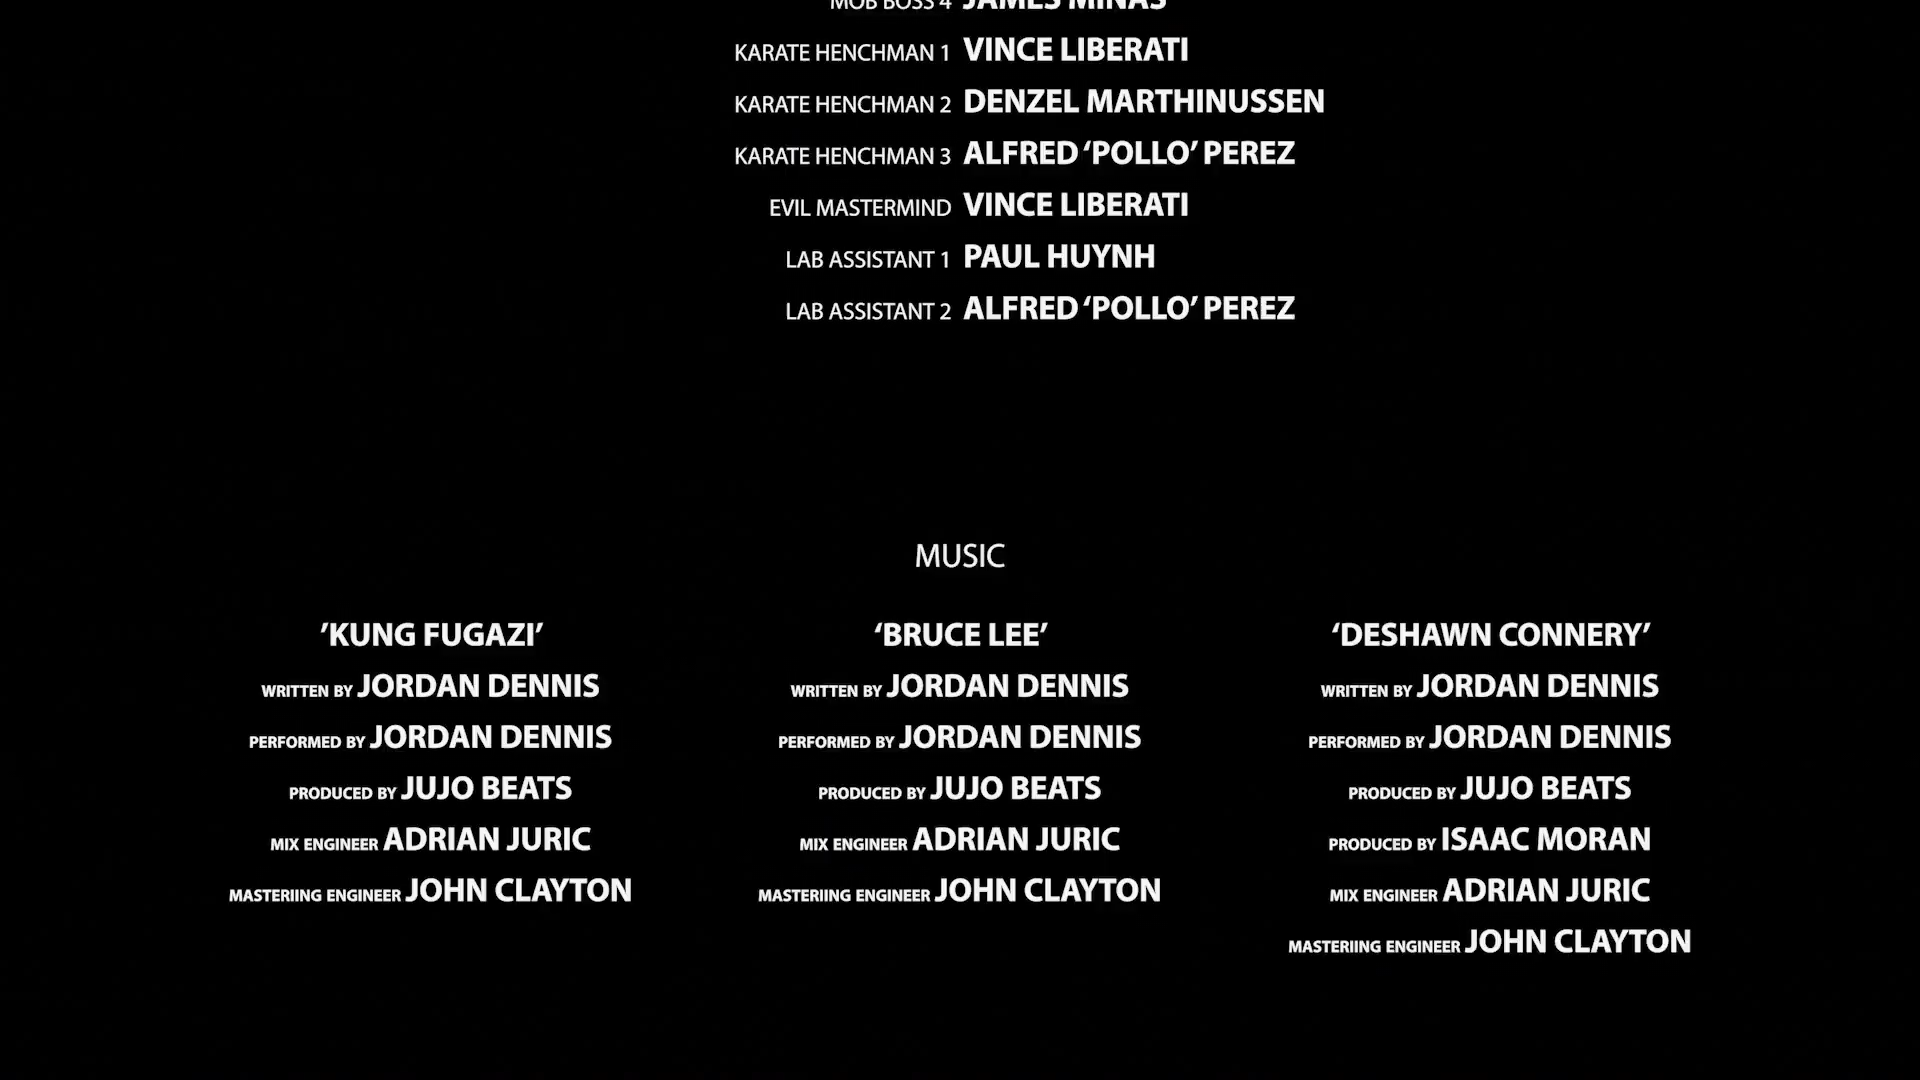 MOB BOSS 4 JAMES MINAS
KARATE HENCHMAN 1 VINCE LIBERATI
KARATE HENCHMAN 2 DENZEL MARTHINUSSEN
KARATE HENCHMAN 3 ALFRED ‘POLLO’ PEREZ
EVIL MASTERMIND VINCE LIBERATI
LAB ASSISTANT 1 PAUL HUYNH
LAB ASSISTANT 2 ALFRED ‘POLLO’ PEREZ
MUSIC
’KUNG FUGAZI’
WRITTEN BY JORDAN DENNIS
PERFORMED BY JORDAN DENNIS
PRODUCED BY JUJO BEATS
MIX ENGINEER ADRIAN JURIC
MASTERIING ENGINEER JOHN CLAYTON
‘BRUCE LEE’
WRITTEN BY JORDAN DENNIS
PERFORMED BY JORDAN DENNIS
PRODUCED BY JUJO BEATS
MIX ENGINEER ADRIAN JURIC
MASTERIING ENGINEER JOHN CLAYTON
‘DESHAWN CONNERY’
WRITTEN BY JORDAN DENNIS
PERFORMED BY JORDAN DENNIS
PRODUCED BY JUJO BEATS
PRODUCED BY ISAAC MORAN
MIX ENGINEER ADRIAN JURIC
MASTERIING ENGINEER JOHN CLAYTON